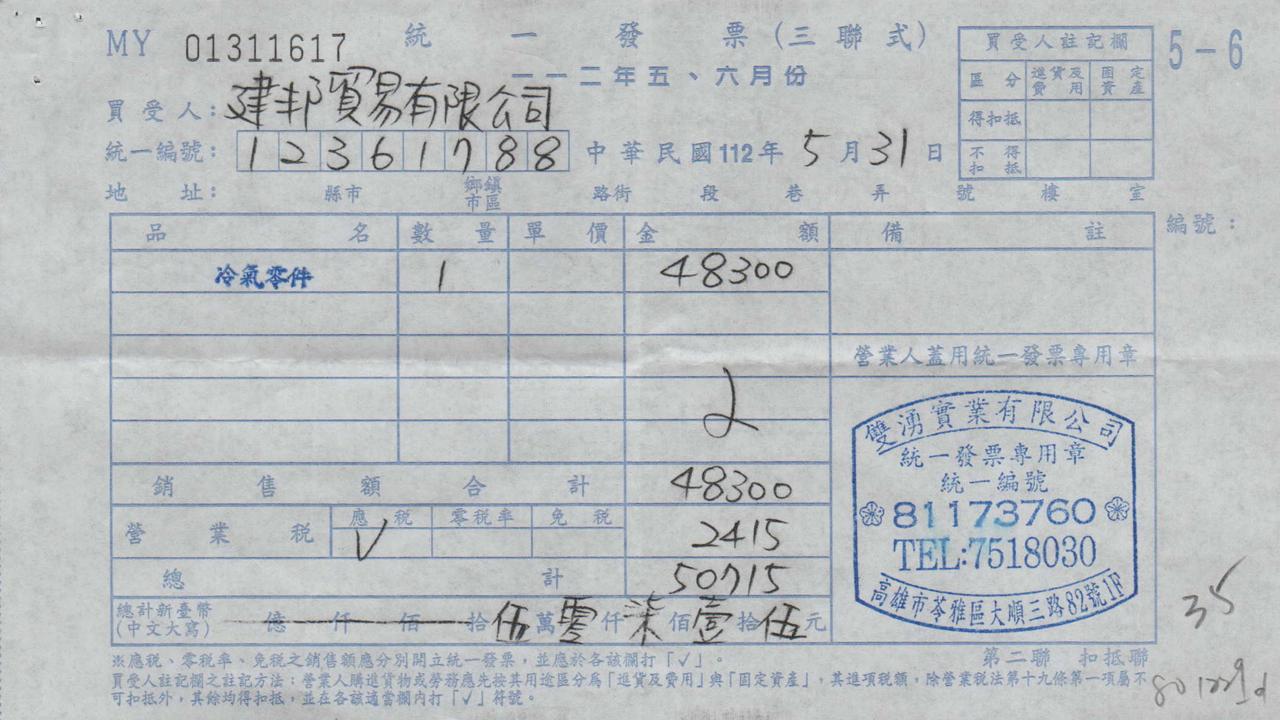 MY 01311617 統一發票(三聯式)
一一二年五、六月份
5-6
買受人註記欄
區分 進貨及費用 固定資產
得扣抵
不得扣抵
買受人:建邦貿易有限公司
統一編號:12361788 中華民國112年5月31日
地址: 縣市 鄉鎮市區 路街 段 巷 弄 號 樓 室
品名 數量 單價 金額 備註 編號:
冷氣零件 1 48300
營業人蓋用統一發票專用章
銷售額合計 48300
營業稅 應稅 零稅率 免稅 2415
V
總計 50715
總計新臺幣(中文大寫) 億仟佰拾伍萬零仟柒佰壹拾伍元
雙湧實業有限公司
統一發票專用章
統一編號
81173760
TEL:7518030
高雄市苓雅區大順三路82號1F
35
第二聯 扣抵聯
※應稅、零稅率、免稅之銷售額應分別開立統一發票,並應於各該欄打「✓」。
買受人註記欄之註記方法:營業人購進貨物或勞務應先按其用途區分爲「進貨及費用」與「固定資產」,其進項稅額,除營業稅法第十九條第一項屬不
可扣抵外,其餘均得扣抵,並在各該適當欄內打「✓」符號。